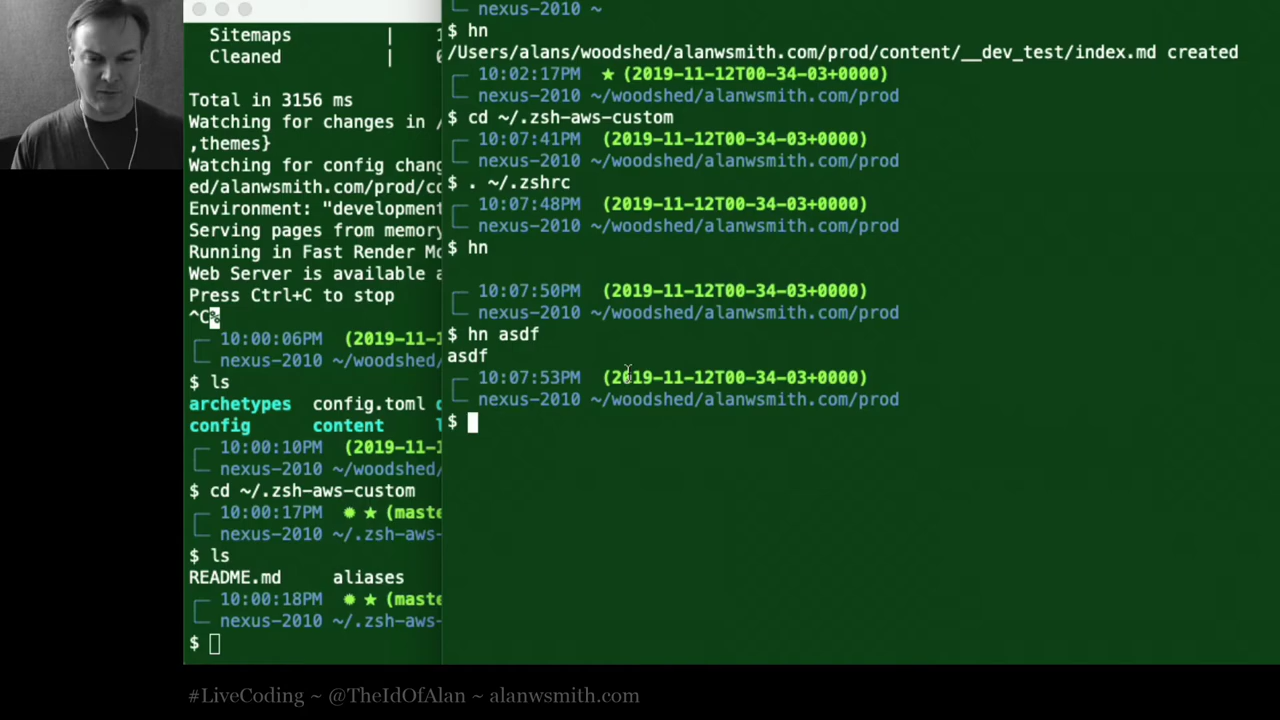 Sitemaps | 1
Cleaned |
Total in 3156 ms
Watching for changes in /
,themes}
Watching for config chang
ed/alanwsmith.com/prod/co
Environment: "development
Serving pages from memory
Running in Fast Render Mo
Web Server is available a
Press Ctrl+C to stop
^C%
10:00:06PM (2019-11-1
nexus-2010 ~/woodshed/
$ ls
archetypes config.toml
config content
10:00:10PM (2019-11-1
nexus-2010 ~/woodshed/
$ cd ~/.zsh-aws-custom
10:00:17PM ✹ ★ (maste
nexus-2010 ~/.zsh-aws-
$ ls
README.md aliases
10:00:18PM ✹ ★ (maste
nexus-2010 ~/.zsh-aws-
$
nexus-2010 ~
$ hn
/Users/alans/woodshed/alanwsmith.com/prod/content/__dev_test/index.md created
10:02:17PM ★ (2019-11-12T00-34-03+0000)
nexus-2010 ~/woodshed/alanwsmith.com/prod
$ cd ~/.zsh-aws-custom
10:07:41PM (2019-11-12T00-34-03+0000)
nexus-2010 ~/woodshed/alanwsmith.com/prod
$ . ~/.zshrc
10:07:48PM (2019-11-12T00-34-03+0000)
nexus-2010 ~/woodshed/alanwsmith.com/prod
$ hn
10:07:50PM (2019-11-12T00-34-03+0000)
nexus-2010 ~/woodshed/alanwsmith.com/prod
$ hn asdf
asdf
10:07:53PM (2019-11-12T00-34-03+0000)
nexus-2010 ~/woodshed/alanwsmith.com/prod
$
#LiveCoding ~ @TheIdOfAlan ~ alanwsmith.com